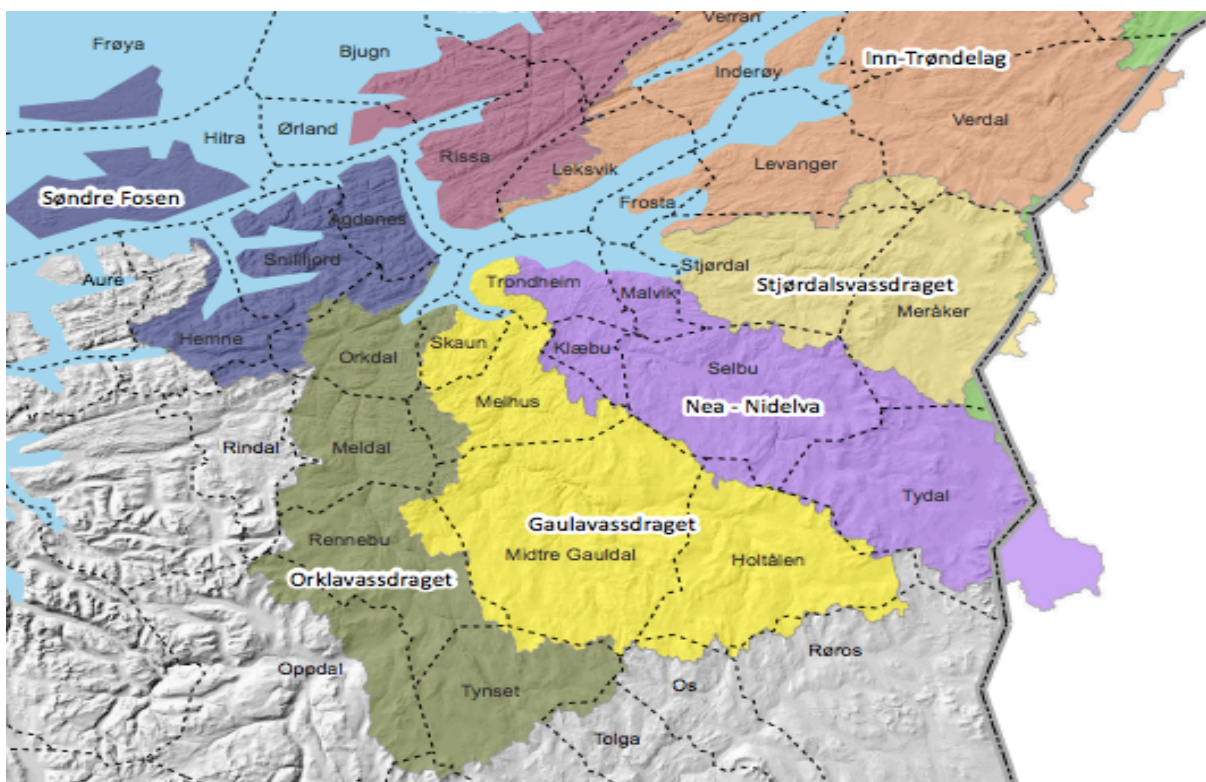 Verran
Frøya
Bjugn
Inn-Trøndelag
Inderøy
Ørland
Hitra
Verdal
Rissa
Leksvik
Levanger
Søndre Fosen
Frosta
Agdenes
Snillfjord
Stjørdal
Aure
Trondheim
Stjørdalsvassdraget
Malvik
Meråker
Hemne
Skaun
Klæbu
Orkdal
Selbu
Melhus
Nea - Nidelva
Rindal
Meldal
Tydal
Gaulavassdraget
Rennebu
Midtre Gauldal
Holtålen
Orklavassdraget
Røros
Oppdal
Os
Tynset
Tolga